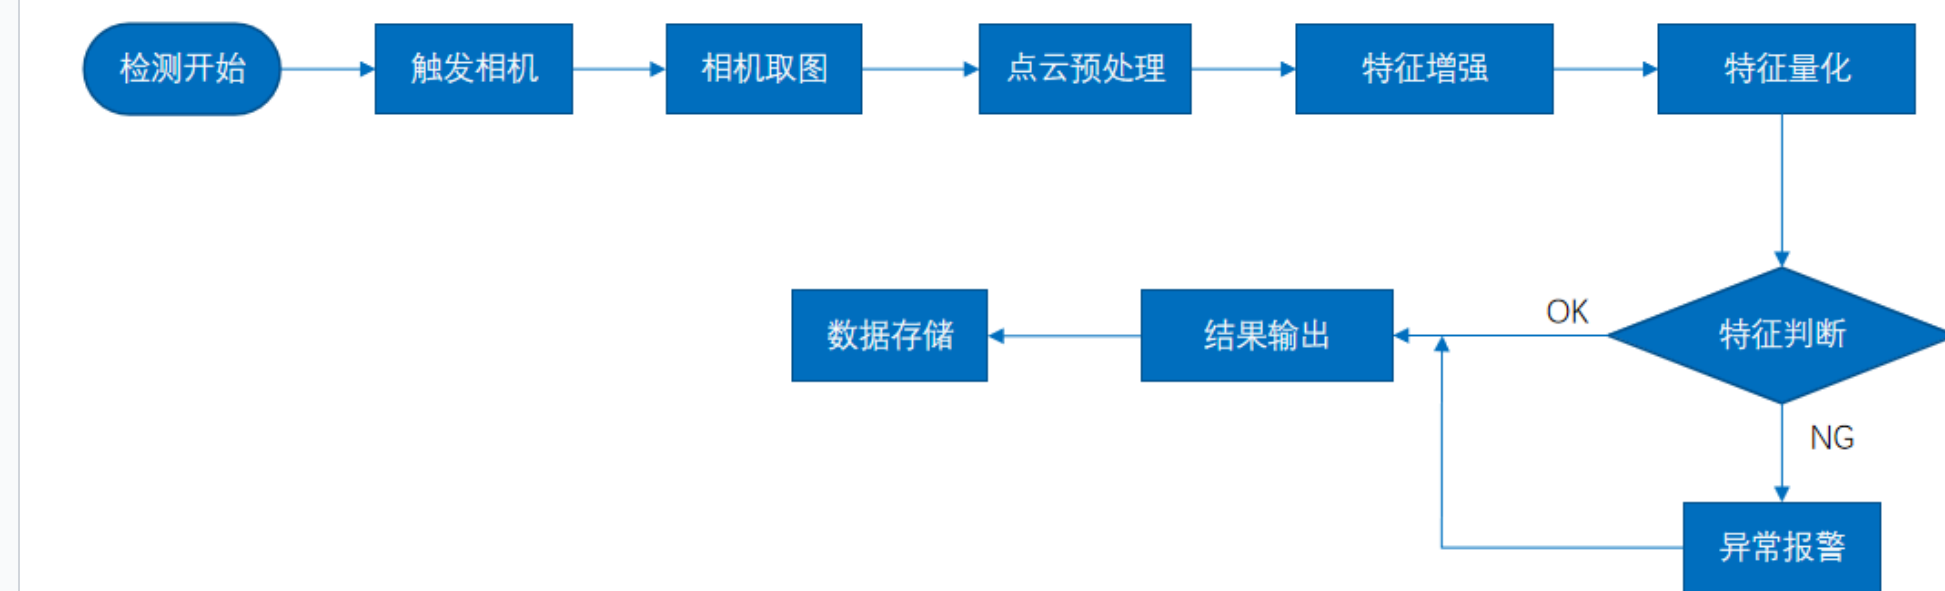 检测开始
触发相机
相机取图
点云预处理
特征增强
特征量化
数据存储
结果输出
OK
特征判断
NG
异常报警